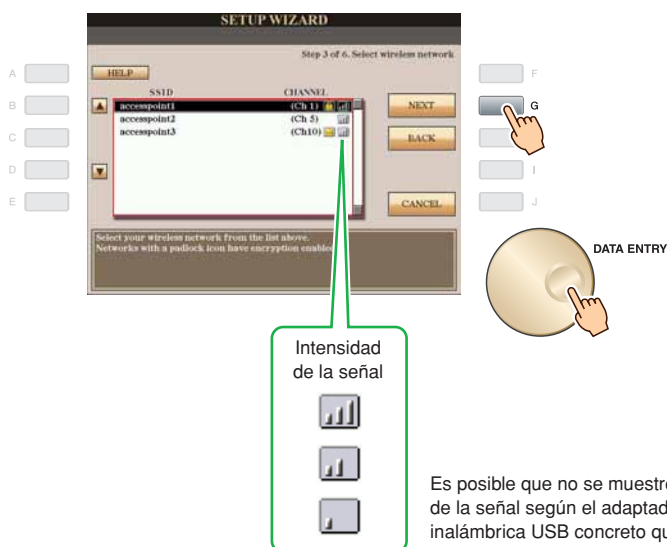 SETUP WIZARD
Step 3 of 6. Select wireless network
HELP
SSID CHANNEL
accesspoint1 (Ch 1)
accesspoint2 (Ch 5)
accesspoint3 (Ch10)
NEXT
BACK
CANCEL
Select your wireless network from the list above.
Networks with a padlock icon have encryption enable
A
B
C
D
E
F
G
I
J
DATA ENTRY
Intensidad
de la señal
Es posible que no se muestre
de la señal según el adaptad
inalámbrica USB concreto qu